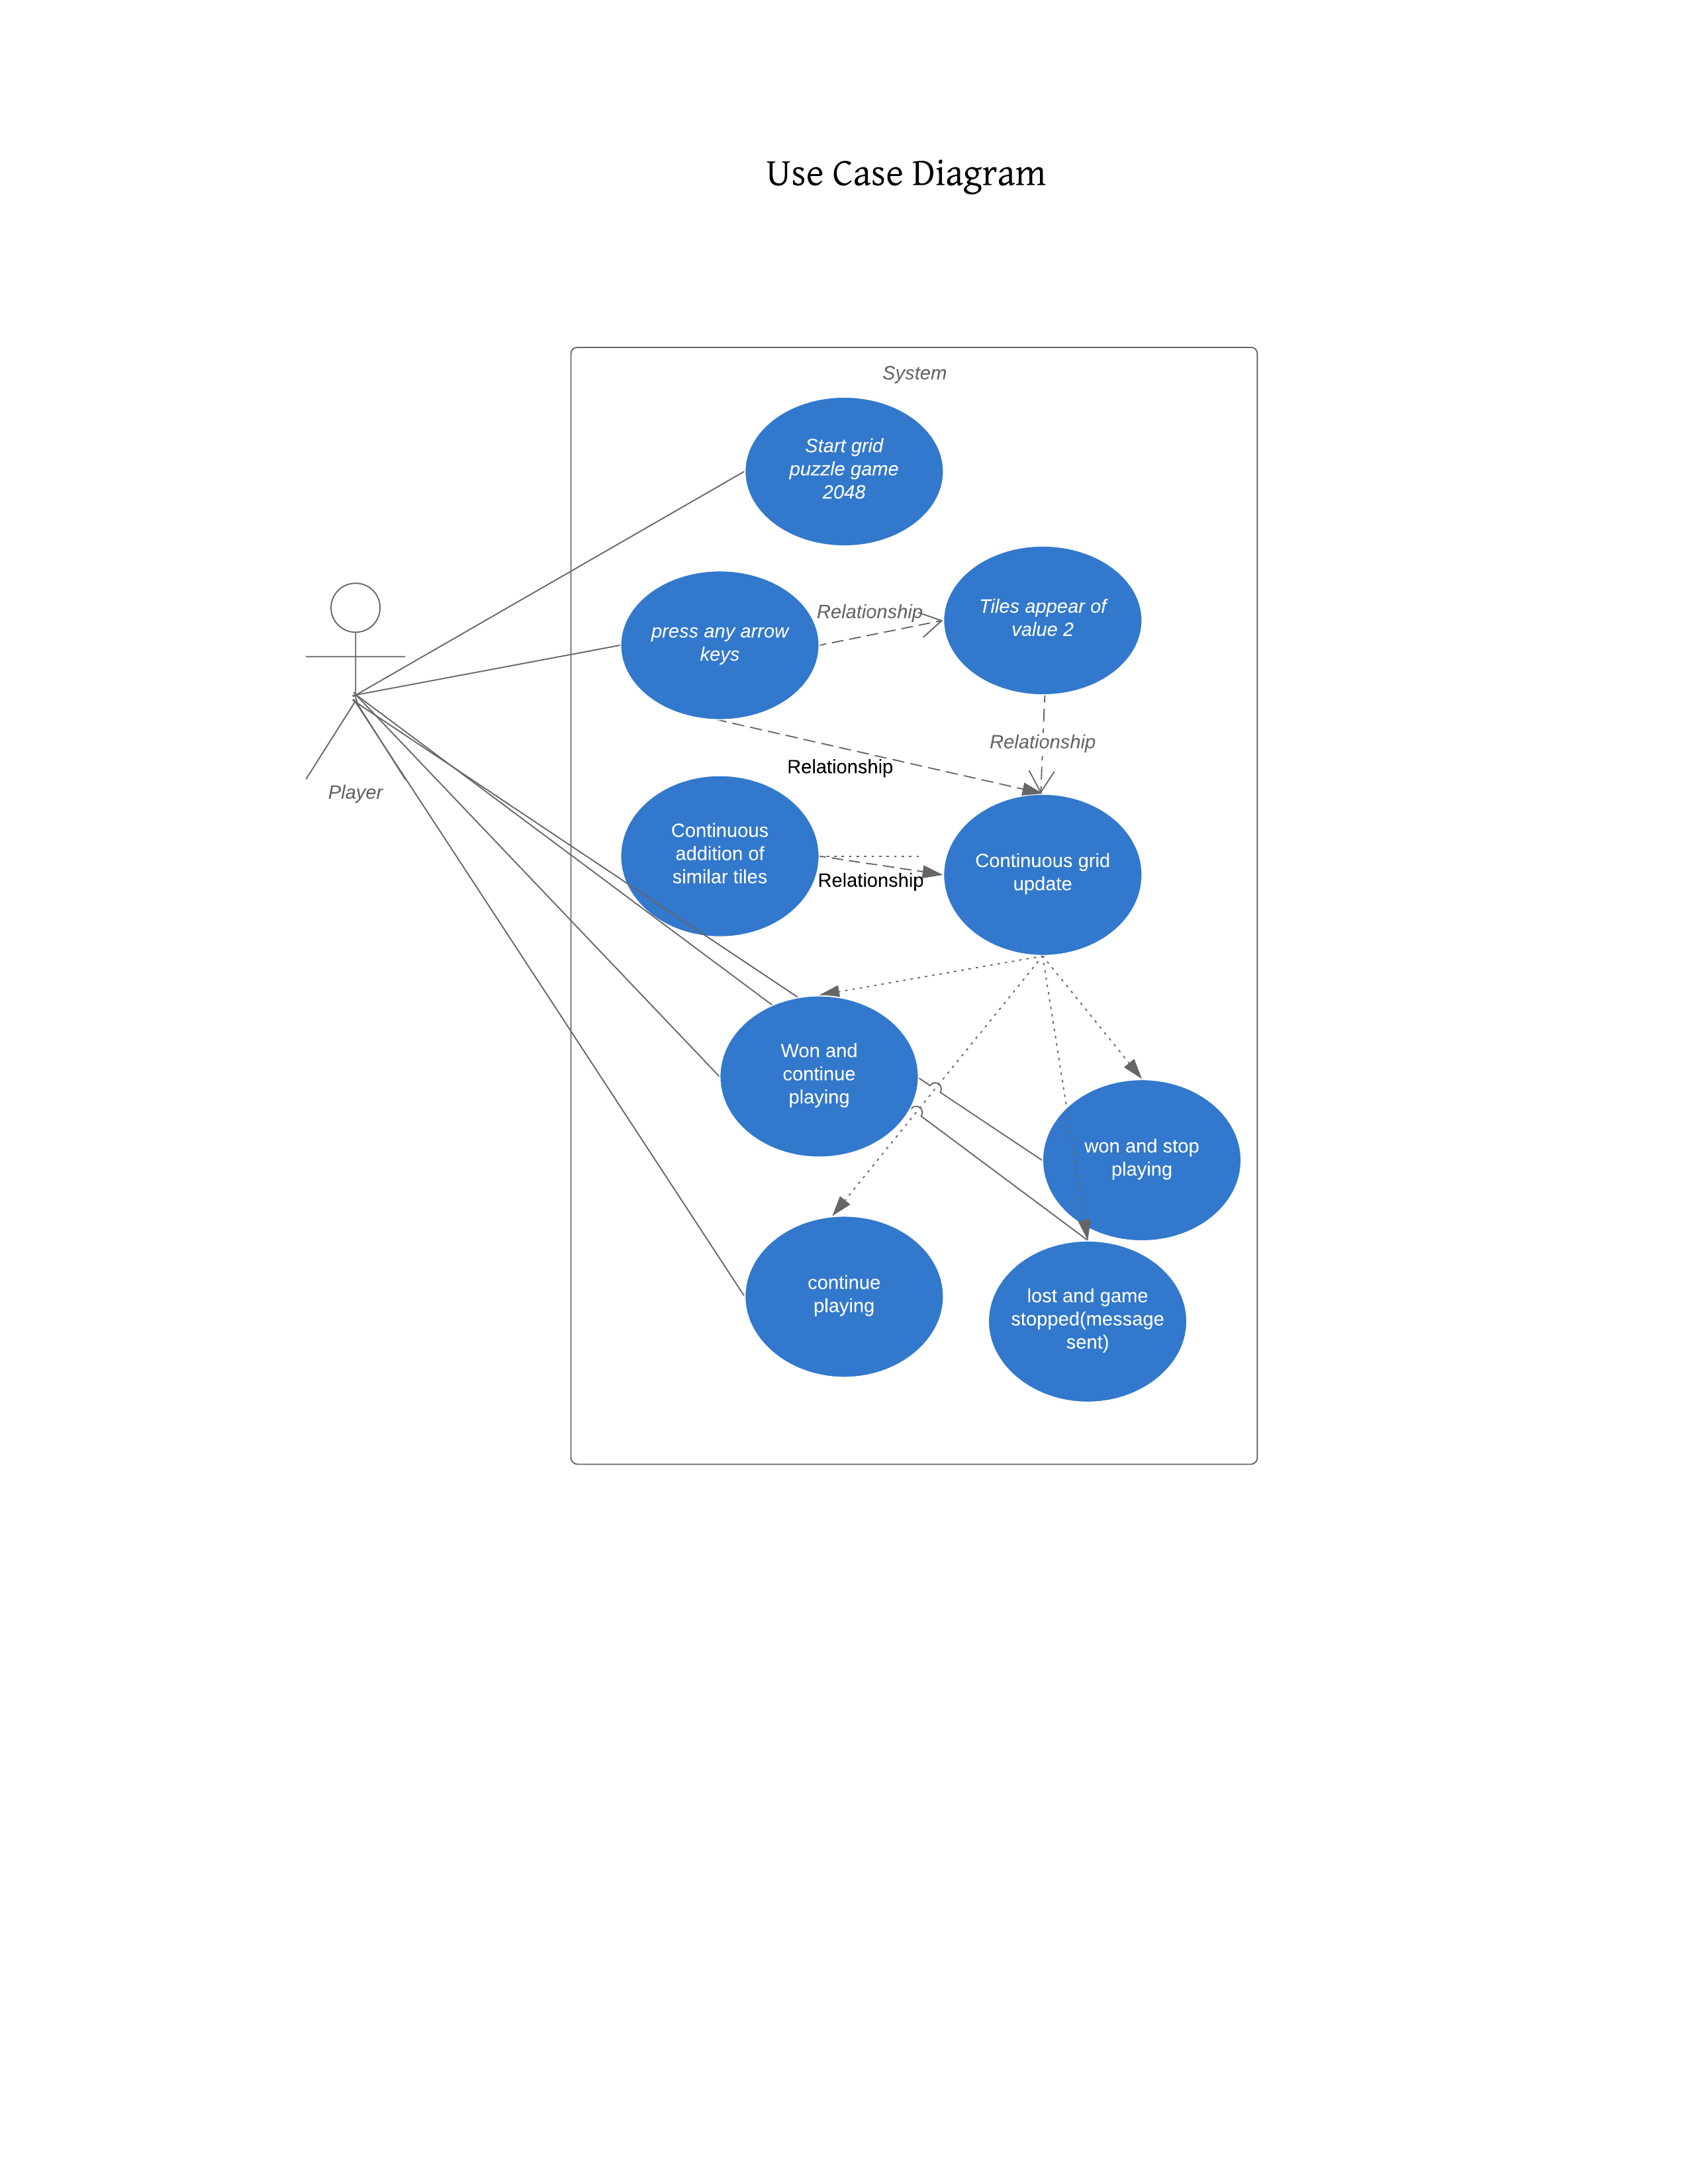 Use Case Diagram
System
Start grid
puzzle game
2048
Tiles appear of
value 2
Relationship
press any arrow
keys
Relationship
Relationship
Player
Continuous
addition of
similar tiles
Continuous grid
update
Relationship
Won and
continue
playing
won and stop
playing
continue
playing
lost and game
stopped(message
sent)